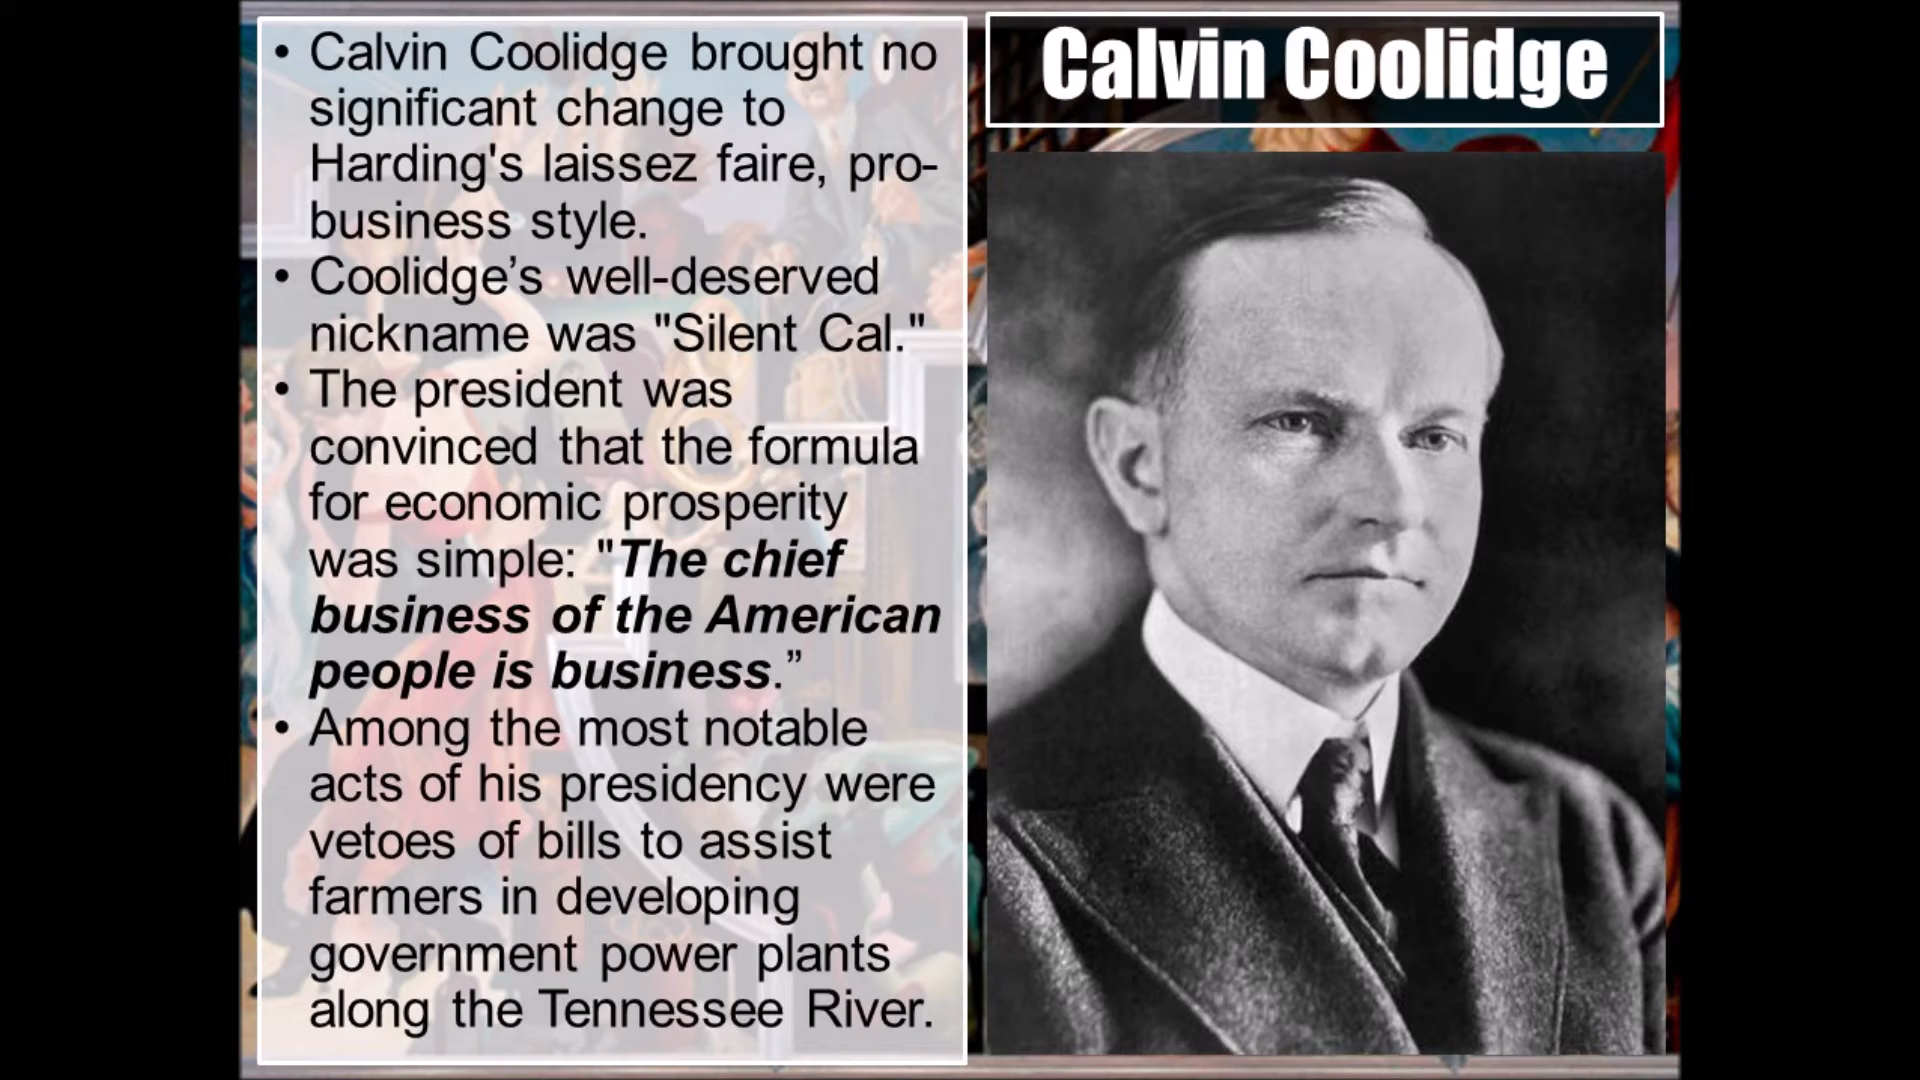 • Calvin Coolidge brought no
significant change to
Harding's laissez faire, pro-
business style.
• Coolidge’s well-deserved
nickname was "Silent Cal."
• The president was
convinced that the formula
for economic prosperity
was simple: "The chief
business of the American
people is business.”
• Among the most notable
acts of his presidency were
vetoes of bills to assist
farmers in developing
government power plants
along the Tennessee River.
Calvin Coolidge